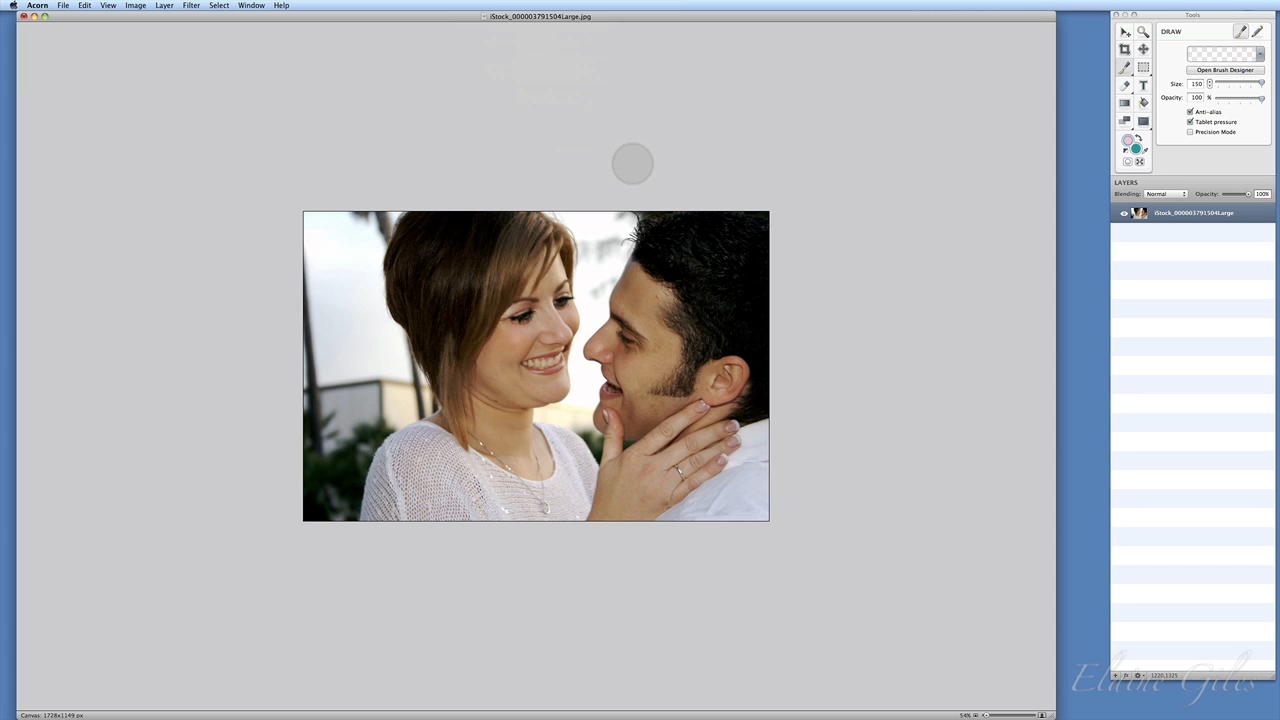 Acorn File Edit View Image Layer Filter Select Window Help
iStock_000003791504Large.jpg
Tools
DRAW
Open Brush Designer
Size: 150
Opacity: 100 %
Anti-alias
Tablet pressure
Precision Mode
LAYERS
Blending: Normal Opacity: 100%
iStock_000003791504Large
1220,1325
Elaine Giles
Canvas: 1728x1149 px
54%